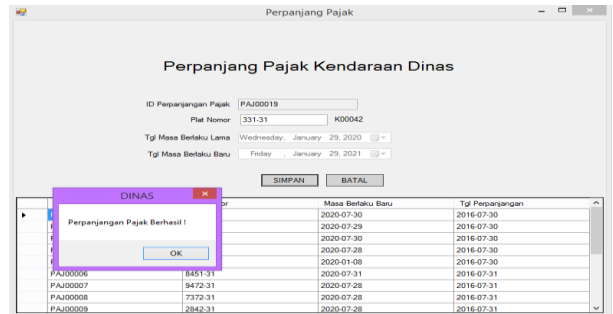 Perpanjang Pajak
Perpanjang Pajak Kendaraan Dinas
ID Perpanjangan Pajak PAJ00019
Plat Nomor 331-31 K00042
Tgl Masa Berlaku Lama Wednesday, January 29, 2020
Tgl Masa Berlaku Baru Friday , January 29, 2021
SIMPAN BATAL
DINAS
Perpanjangan Pajak Berhasil !
OK
or Masa Berlaku Baru Tgl Perpanjangan
2020-07-30 2016-07-30
2020-07-29 2016-07-30
2020-07-30 2016-07-30
2020-07-28 2016-07-30
2020-01-08 2016-07-30
PAJ00006 8451-31 2020-07-31 2016-07-31
PAJ00007 9472-31 2020-07-28 2016-07-31
PAJ00008 7372-31 2020-07-28 2016-07-31
PAJ00009 2842-31 2020-07-28 2016-07-31